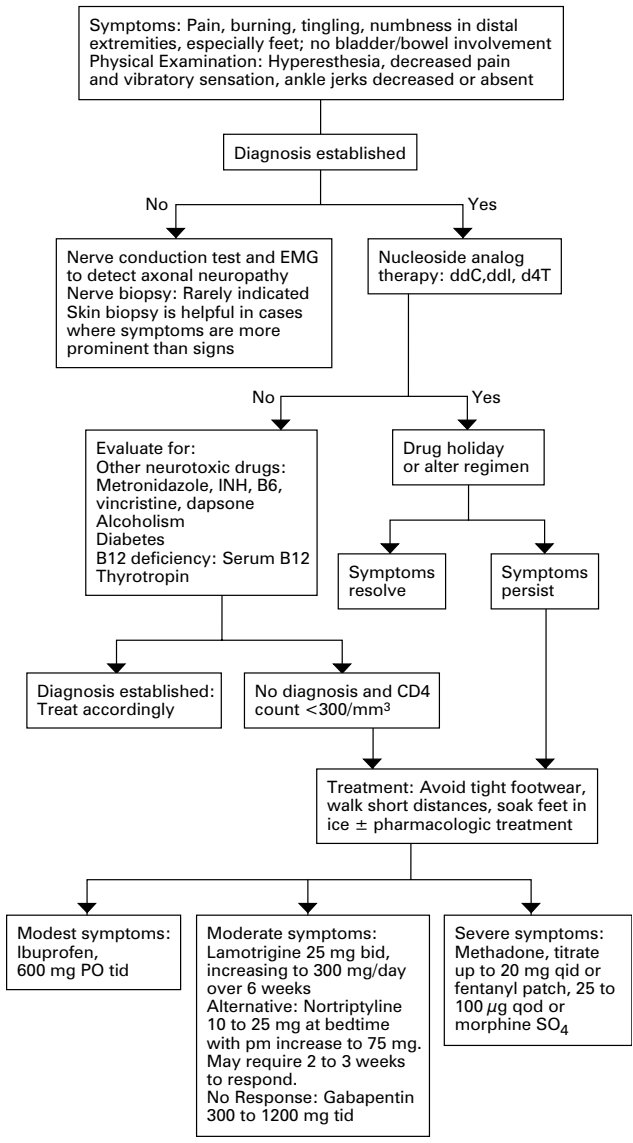 Symptoms: Pain, burning, tingling, numbness in distal
extremities, especially feet; no bladder/bowel involvement
Physical Examination: Hyperesthesia, decreased pain
and vibratory sensation, ankle jerks decreased or absent
Diagnosis established
No
Yes
Nerve conduction test and EMG
to detect axonal neuropathy
Nerve biopsy: Rarely indicated
Skin biopsy is helpful in cases
where symptoms are more
prominent than signs
Nucleoside analog
therapy: ddC,ddI, d4T
No
Yes
Evaluate for:
Other neurotoxic drugs:
Metronidazole, INH, B6,
vincristine, dapsone
Alcoholism
Diabetes
B12 deficiency: Serum B12
Thyrotropin
Drug holiday
or alter regimen
Symptoms
resolve
Symptoms
persist
Diagnosis established:
Treat accordingly
No diagnosis and CD4
count <300/mm³
Treatment: Avoid tight footwear,
walk short distances, soak feet in
ice ± pharmacologic treatment
Modest symptoms:
Ibuprofen,
600 mg PO tid
Moderate symptoms:
Lamotrigine 25 mg bid,
increasing to 300 mg/day
over 6 weeks
Alternative: Nortriptyline
10 to 25 mg at bedtime
with pm increase to 75 mg.
May require 2 to 3 weeks
to respond.
No Response: Gabapentin
300 to 1200 mg tid
Severe symptoms:
Methadone, titrate
up to 20 mg qid or
fentanyl patch, 25 to
100 µg qod or
morphine SO₄